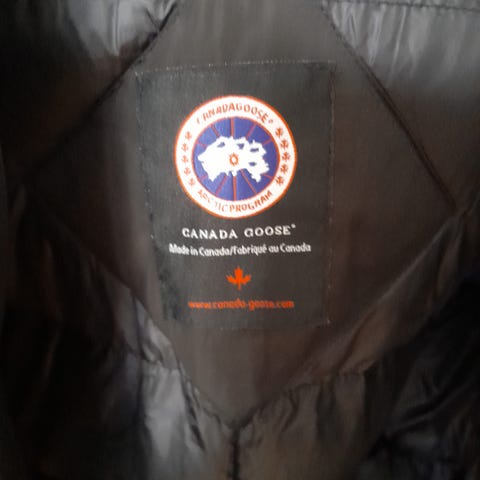 CANADA GOOSE®
ARCTIC PROGRAM
CANADA GOOSE®
Made in Canada/Fabriqué au Canada
www.canada-goose.com